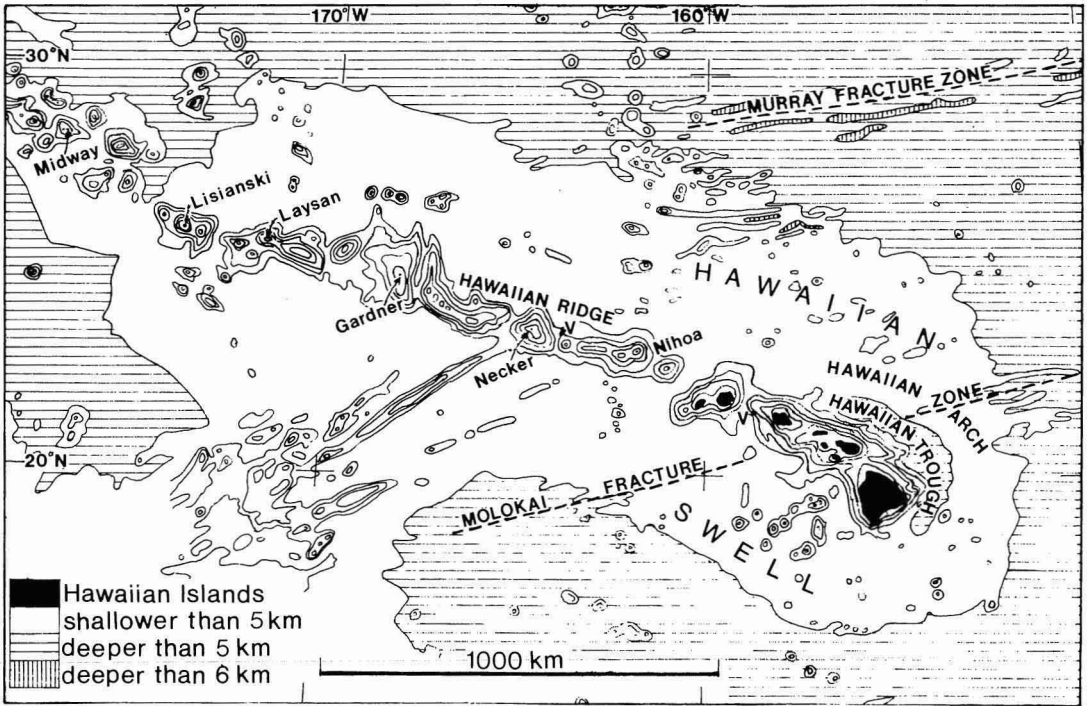 170°W
160°W
30°N
MURRAY FRACTURE ZONE
Midway
Lisianski
Laysan
HAWAIIAN
Gardner
HAWAIIAN RIDGE
V
Necker
Nihoa
HAWAIIAN ARCH
HAWAIIAN TROUGH
V
20°N
MOLOKAI FRACTURE ZONE
SWELL
Hawaiian Islands
shallower than 5 km
deeper than 5 km
deeper than 6 km
1000 km